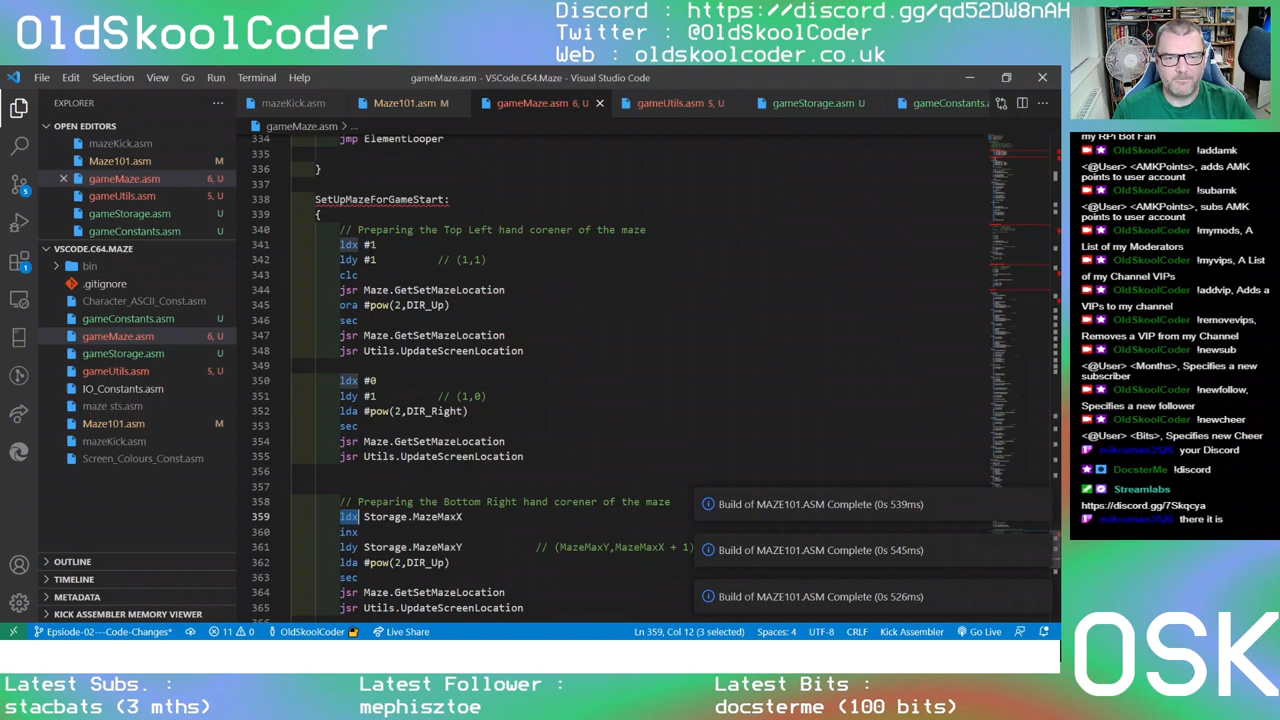 OldSkoolCoder
Discord : https://discord.gg/qd52DW8nAH
Twitter : @OldSkoolCoder
Web : oldskoolcoder.co.uk
File Edit Selection View Go Run Terminal Help
gameMaze.asm - VSCode.C64.Maze - Visual Studio Code
EXPLORER
mazeKick.asm Maze101.asm M gameMaze.asm 6, U gameUtils.asm 5, U gameStorage.asm U gameConstants.a
OPEN EDITORS
mazeKick.asm
Maze101.asm M
gameMaze.asm 6, U
gameUtils.asm 5, U
gameStorage.asm U
gameConstants.asm U
VSCODE.C64.MAZE
bin
.gitignore
Character_ASCII_Const.asm
gameConstants.asm U
gameMaze.asm 6, U
gameStorage.asm U
gameUtils.asm 5, U
IO_Constants.asm
maze sts.asm
Maze101.asm M
mazeKick.asm
Screen_Colours_Const.asm
OUTLINE
TIMELINE
METADATA
KICK ASSEMBLER MEMORY VIEWER
5
1
gameMaze.asm > ...
334 jmp ElementLooper
335
336 }
337
338 SetUpMazeForGameStart:
339 {
340 // Preparing the Top Left hand corener of the maze
341 ldx #1
342 ldy #1 // (1,1)
343 clc
344 jsr Maze.GetSetMazeLocation
345 ora #pow(2,DIR_Up)
346 sec
347 jsr Maze.GetSetMazeLocation
348 jsr Utils.UpdateScreenLocation
349
350 ldx #0
351 ldy #1 // (1,0)
352 lda #pow(2,DIR_Right)
353 sec
354 jsr Maze.GetSetMazeLocation
355 jsr Utils.UpdateScreenLocation
356
357
358 // Preparing the Bottom Right hand corener of the maze
359 ldx Storage.MazeMaxX
360 inx
361 ldy Storage.MazeMaxY // (MazeMaxY,MazeMaxX + 1)
362 lda #pow(2,DIR_Up)
363 sec
364 jsr Maze.GetSetMazeLocation
365 jsr Utils.UpdateScreenLocation
Build of MAZE101.ASM Complete (0s 539ms)
Build of MAZE101.ASM Complete (0s 545ms)
Build of MAZE101.ASM Complete (0s 526ms)
Epsiode-02---Code-Changes* 11 0 OldSkoolCoder Live Share Ln 359, Col 12 (3 selected) Spaces: 4 UTF-8 CRLF Kick Assembler Go Live
my RPi Bot Fan
OldSkoolCoder !addamk
<@User> <AMKPoints>, adds AMK
points to user account
OldSkoolCoder !subamk
<@User> <AMKPoints>, subs AMK
points to user account
OldSkoolCoder !mymods, A
List of my Moderators
OldSkoolCoder !myvips, A List
of my Channel VIPs
OldSkoolCoder !addvip, Adds a
VIPs to my channel
OldSkoolCoder !removevips,
Removes a VIP from my Channel
OldSkoolCoder !newsub
<@User> <Months>, Specifies a new
subscriber
OldSkoolCoder !newfollow,
Specifies a new follower
OldSkoolCoder !newcheer
<@User> <Bits>, Specifies new Cheer
your Discord
DocsterMe !discord
Streamlabs
https://discord.gg/7Skqcya
there it is
OSK
Latest Subs. :
stacbats (3 mths)
Latest Follower :
mephisztoe
Latest Bits :
docsterme (100 bits)